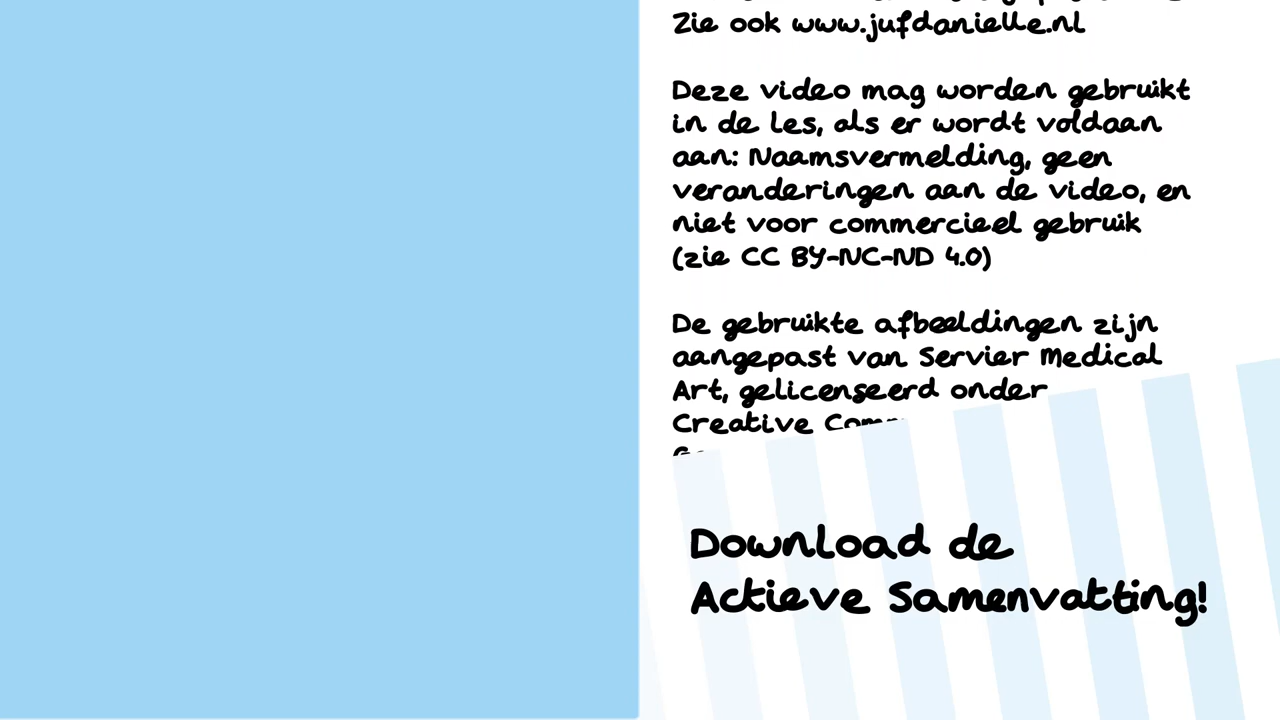 Zie ook www.jufdanielle.nl
Deze video mag worden gebruikt
in de les, als er wordt voldaan
aan: Naamsvermelding, geen
veranderingen aan de video, en
niet voor commercieel gebruik
(zie CC BY-NC-ND 4.0)
De gebruikte afbeeldingen zijn
aangepast van Servier Medical
Art, gelicenseerd onder
Creative
Download de
Actieve Samenvatting!